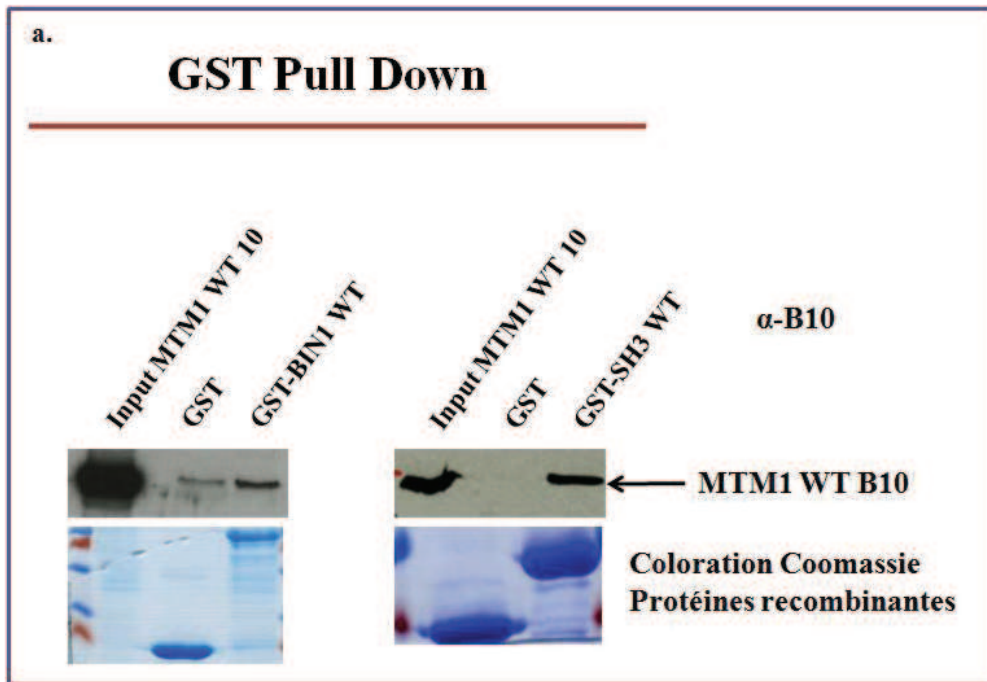 a.
GST Pull Down
Input MTM1 WT 10
GST
GST-BIN1 WT
Input MTM1 WT 10
GST
GST-SH3 WT
α-B10
MTM1 WT B10
Coloration Coomassie
Protéines recombinantes